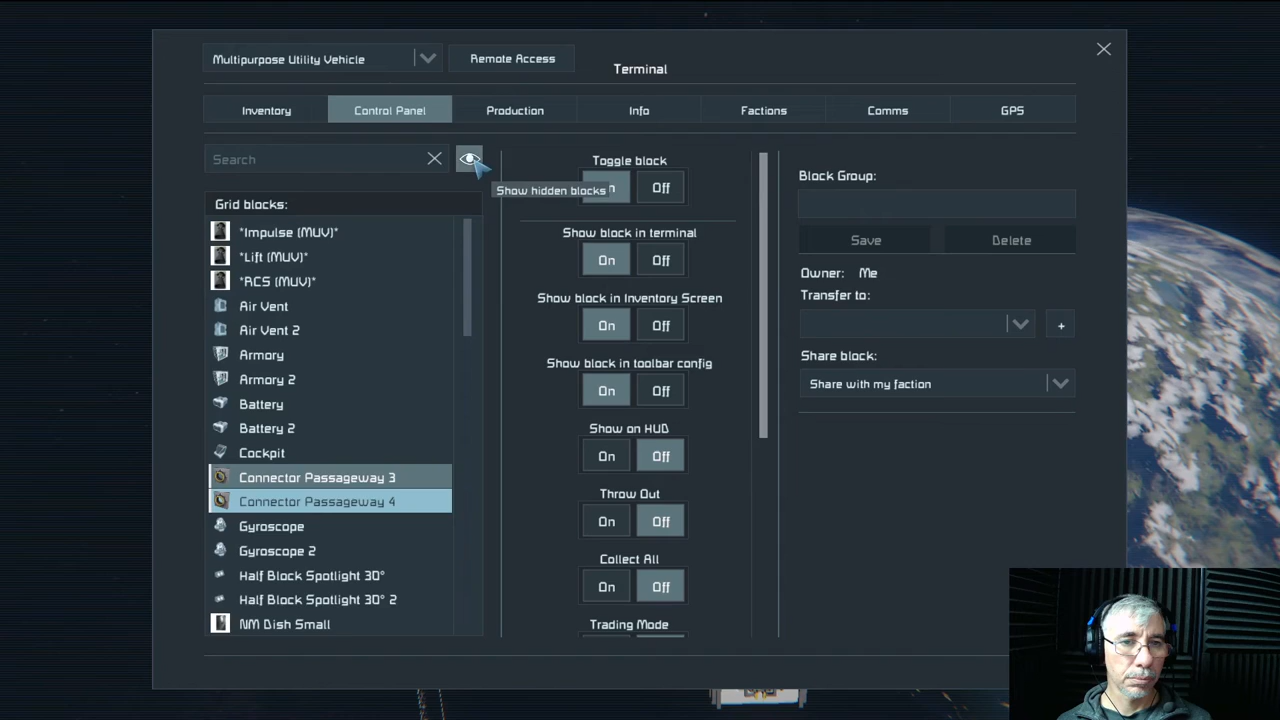 Multipurpose Utility Vehicle
Remote Access
Terminal
Inventory
Control Panel
Production
Info
Factions
Comms
GPS
Search
Show hidden blocks
Grid blocks:
*Impulse (MUV)*
*Lift (MUV)*
*RCS (MUV)*
Air Vent
Air Vent 2
Armory
Armory 2
Battery
Battery 2
Cockpit
Connector Passageway 3
Connector Passageway 4
Gyroscope
Gyroscope 2
Half Block Spotlight 30°
Half Block Spotlight 30° 2
NM Dish Small
Toggle block
Off
Show block in terminal
On Off
Show block in Inventory Screen
On Off
Show block in toolbar config
On Off
Show on HUD
On Off
Throw Out
On Off
Collect All
On Off
Trading Mode
Block Group:
Save Delete
Owner: Me
Transfer to:
+
Share block:
Share with my faction